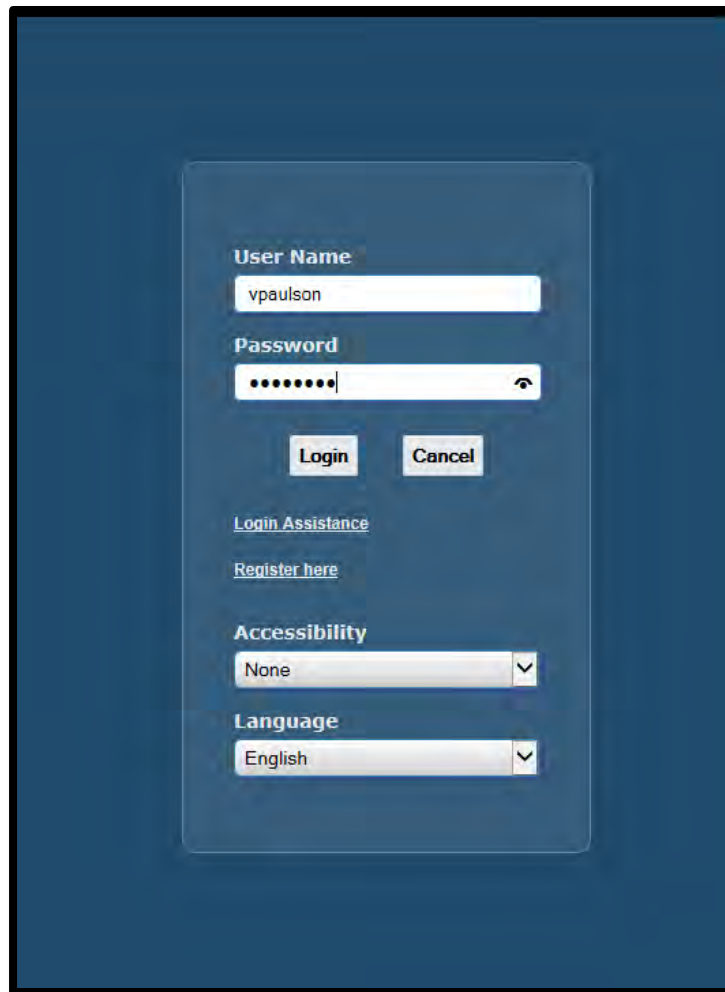 User Name
vpaulson
Password
••••••••
Login Cancel
Login Assistance
Register here
Accessibility
None
Language
English